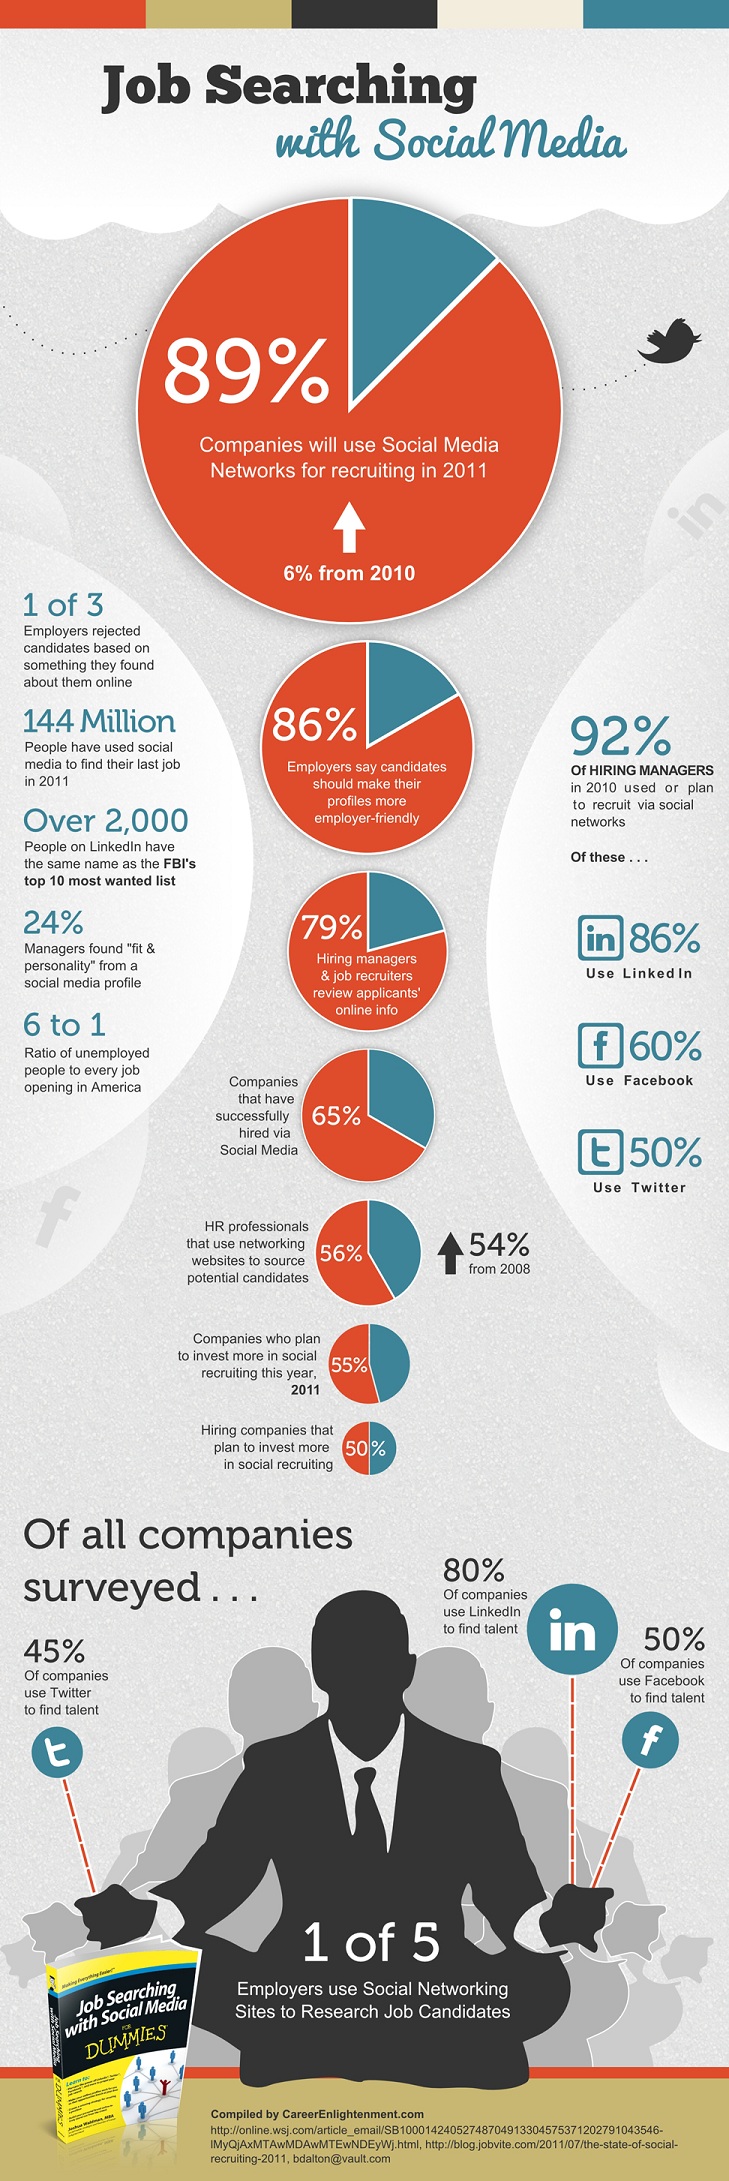 Job Searching
with Social Media
89%
Companies will use Social Media
Networks for recruiting in 2011
6% from 2010
in
1 of 3
Employers rejected
candidates based on
something they found
about them online
14.4 Million
People have used social
media to find their last job
in 2011
Over 2,000
People on LinkedIn have
the same name as the FBI's
top 10 most wanted list
24%
Managers found "fit &
personality" from a
social media profile
6 to 1
Ratio of unemployed
people to every job
opening in America
f
86%
Employers say candidates
should make their
profiles more
employer-friendly
79%
Hiring managers
& job recruiters
review applicants'
online info
Companies
that have
successfully
hired via
Social Media
65%
HR professionals
that use networking
websites to source
potential candidates
56%
54%
from 2008
Companies who plan
to invest more in social
recruiting this year,
2011
55%
Hiring companies that
plan to invest more
in social recruiting
50%
92%
Of HIRING MANAGERS
in 2010 used or plan
to recruit via social
networks
Of these . . .
in 86%
Use LinkedIn
f 60%
Use Facebook
t 50%
Use Twitter
Of all companies
surveyed . . .
45%
Of companies
use Twitter
to find talent
t
80%
Of companies
use LinkedIn
to find talent
in
50%
Of companies
use Facebook
to find talent
f
1 of 5
Employers use Social Networking
Sites to Research Job Candidates
Making Everything Easier!
Job Searching
with Social Media
FOR
DUMMIES
Learn to:
Joshua Waldman, MBA
Compiled by CareerEnlightenment.com
http://online.wsj.com/article_email/SB10001424052748704913304575371202791043546-
lMyQjAxMTAwMDAwMTEwNDEyWj.html, http://blog.jobvite.com/2011/07/the-state-of-social-
recruiting-2011, bdalton@vault.com